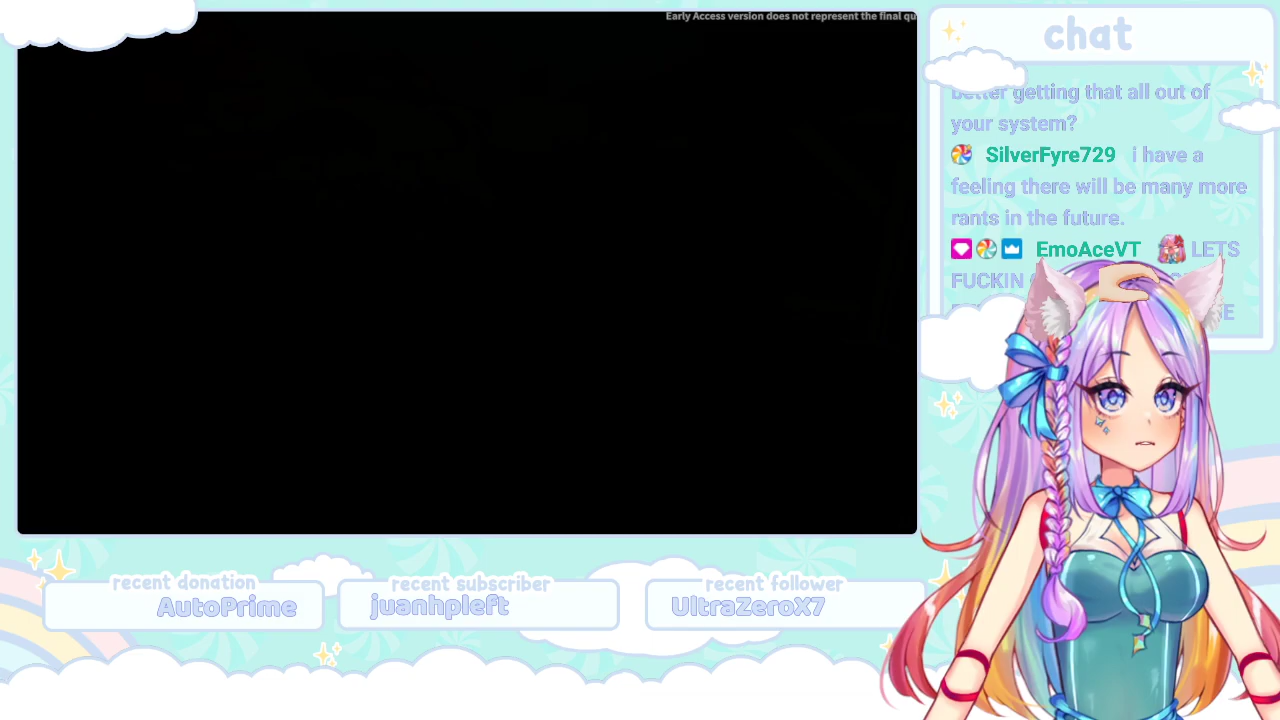 Early Access version does not represent the final qu
chat
better getting that all out of
your system?
SilverFyre729 i have a
feeling there will be many more
rants in the future.
EmoAceVT LETS
FUCKIN
recent donation
AutoPrime
recent subscriber
juanhpleft
recent follower
UltraZeroX7